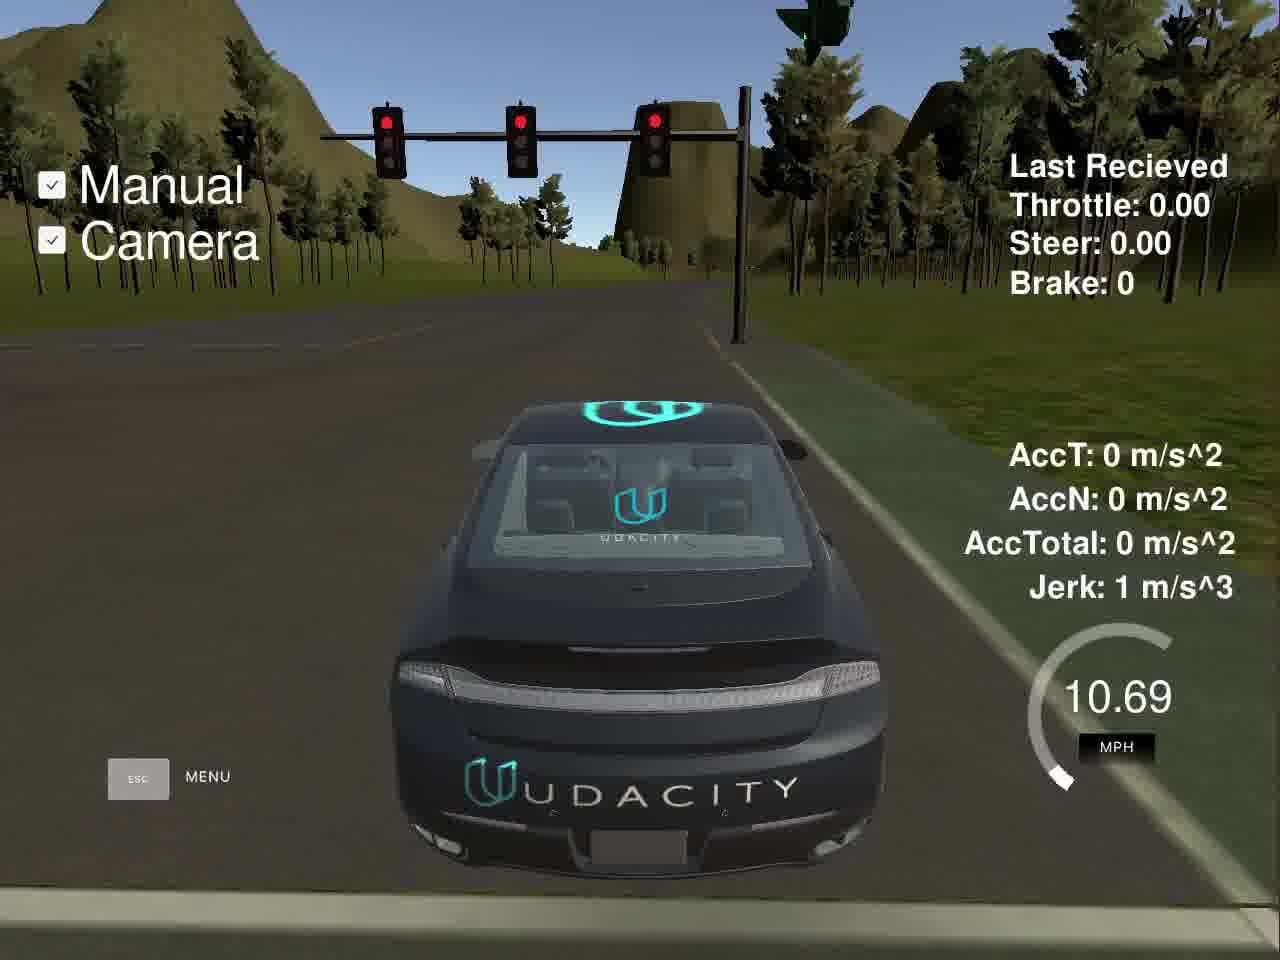 Manual
Camera
Last Recieved
Throttle: 0.00
Steer: 0.00
Brake: 0
AccT: 0 m/s^2
AccN: 0 m/s^2
AccTotal: 0 m/s^2
Jerk: 1 m/s^3
10.69
MPH
UDACITY
ESC MENU
UDACITY